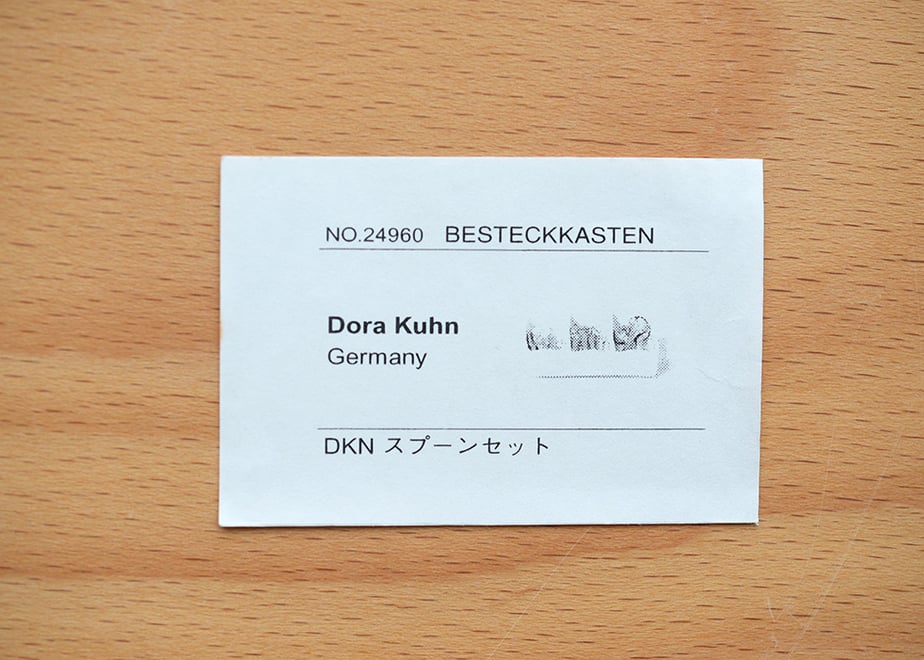 NO.24960 BESTECKKASTEN
Dora Kuhn
Germany
DKN スプーンセット